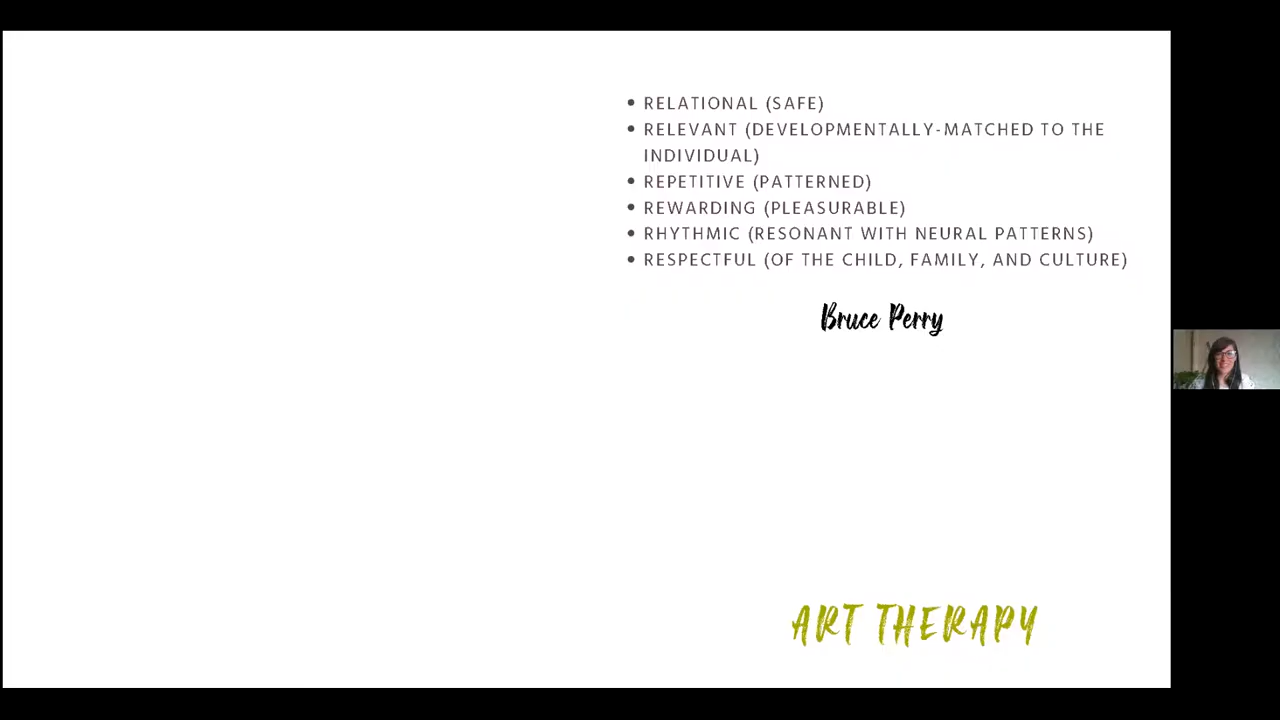 • RELATIONAL (SAFE)
• RELEVANT (DEVELOPMENTALLY-MATCHED TO THE
INDIVIDUAL)
• REPETITIVE (PATTERNED)
• REWARDING (PLEASURABLE)
• RHYTHMIC (RESONANT WITH NEURAL PATTERNS)
• RESPECTFUL (OF THE CHILD, FAMILY, AND CULTURE)
Bruce Perry
ART THERAPY